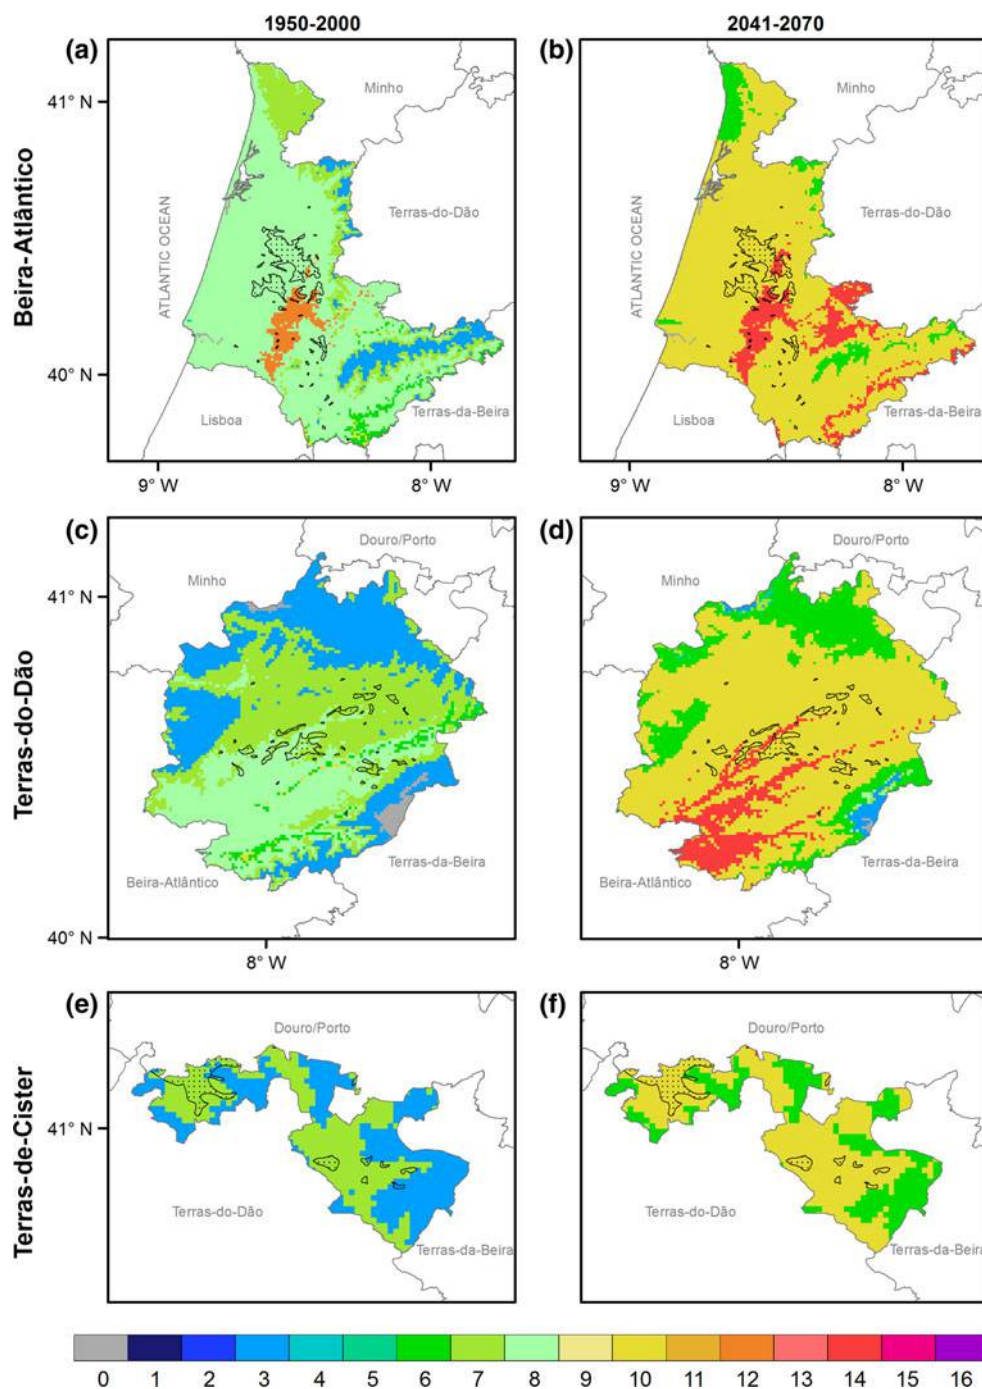 1950-2000
2041-2070
(a)
(b)
41° N
Minho
Minho
Beira-Atlântico
ATLANTIC OCEAN
Terras-do-Dão
ATLANTIC OCEAN
Terras-do-Dão
40° N
Lisboa
Terras-da-Beira
Lisboa
Terras-da-Beira
9° W
8° W
9° W
8° W
(c)
(d)
Douro/Porto
Douro/Porto
Minho
Minho
41° N
Terras-do-Dão
Terras-da-Beira
Terras-da-Beira
Beira-Atlântico
Beira-Atlântico
40° N
8° W
8° W
(e)
(f)
Douro/Porto
Douro/Porto
Terras-de-Cister
41° N
Terras-do-Dão
Terras-do-Dão
Terras-da-Beira
Terras-da-Beira
0 1 2 3 4 5 6 7 8 9 10 11 12 13 14 15 16